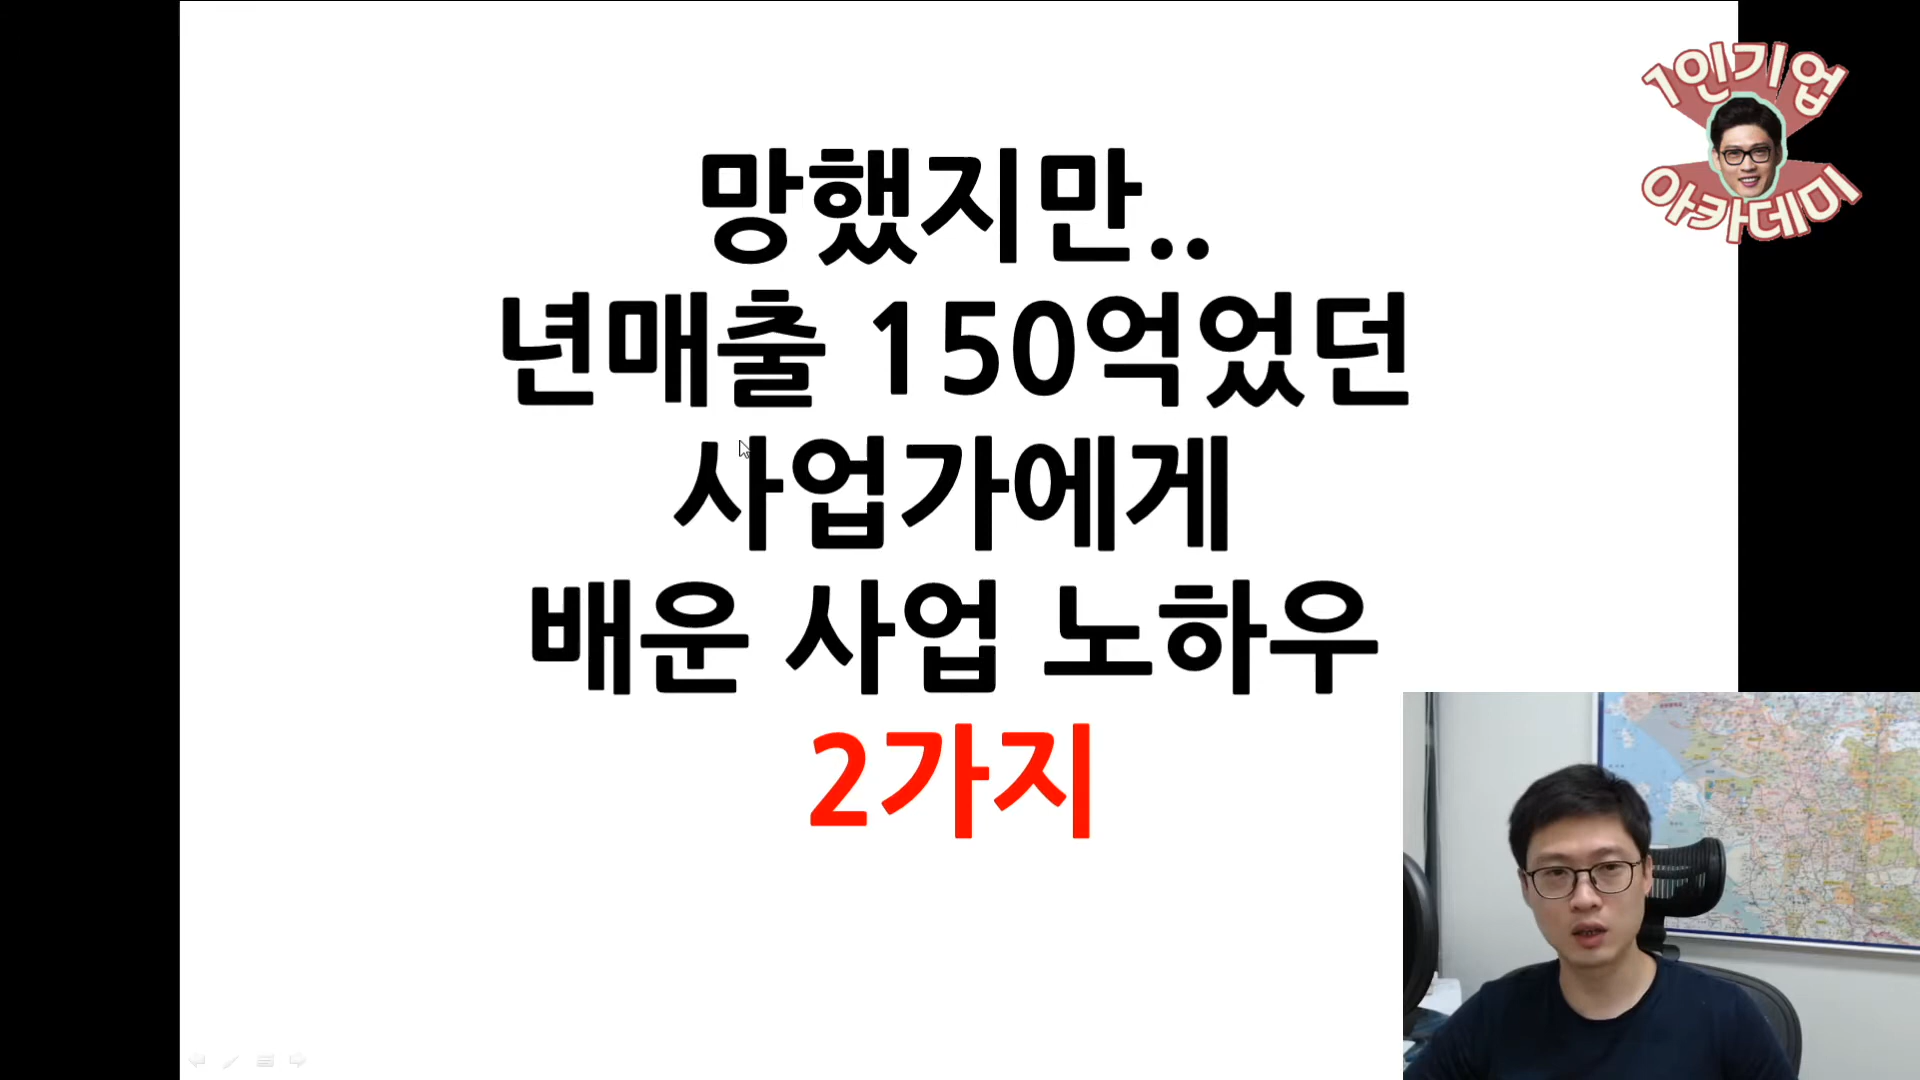 망했지만..
년매출 150억었던
사업가에게
배운 사업 노하우
2가지
1인기업
아카데미